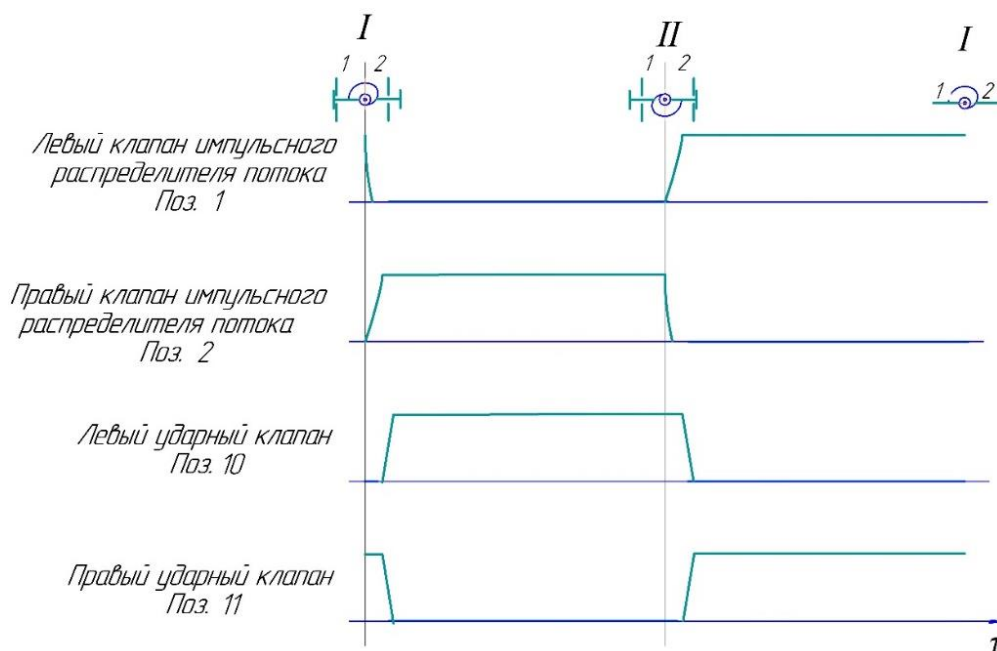 I II I
1 2 1 2 1 2
Левый клапан импульсного
распределителя потока
Поз. 1
Правый клапан импульсного
распределителя потока
Поз. 2
Левый ударный клапан
Поз. 10
Правый ударный клапан
Поз. 11